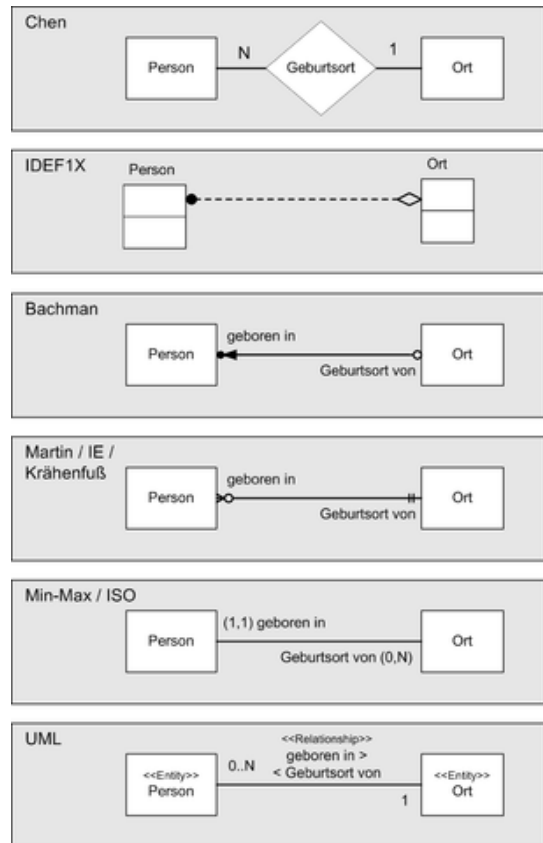 Chen
Person
N
Geburtsort
1
Ort
IDEF1X
Person
Ort
Bachman
Person
geboren in
Geburtsort von
Ort
Martin / IE /
Krähenfuß
Person
geboren in
Geburtsort von
Ort
Min-Max / ISO
Person
(1,1) geboren in
Geburtsort von (0,N)
Ort
UML
<<Entity>>
Person
0..N
<<Relationship>>
geboren in >
< Geburtsort von
1
<<Entity>>
Ort